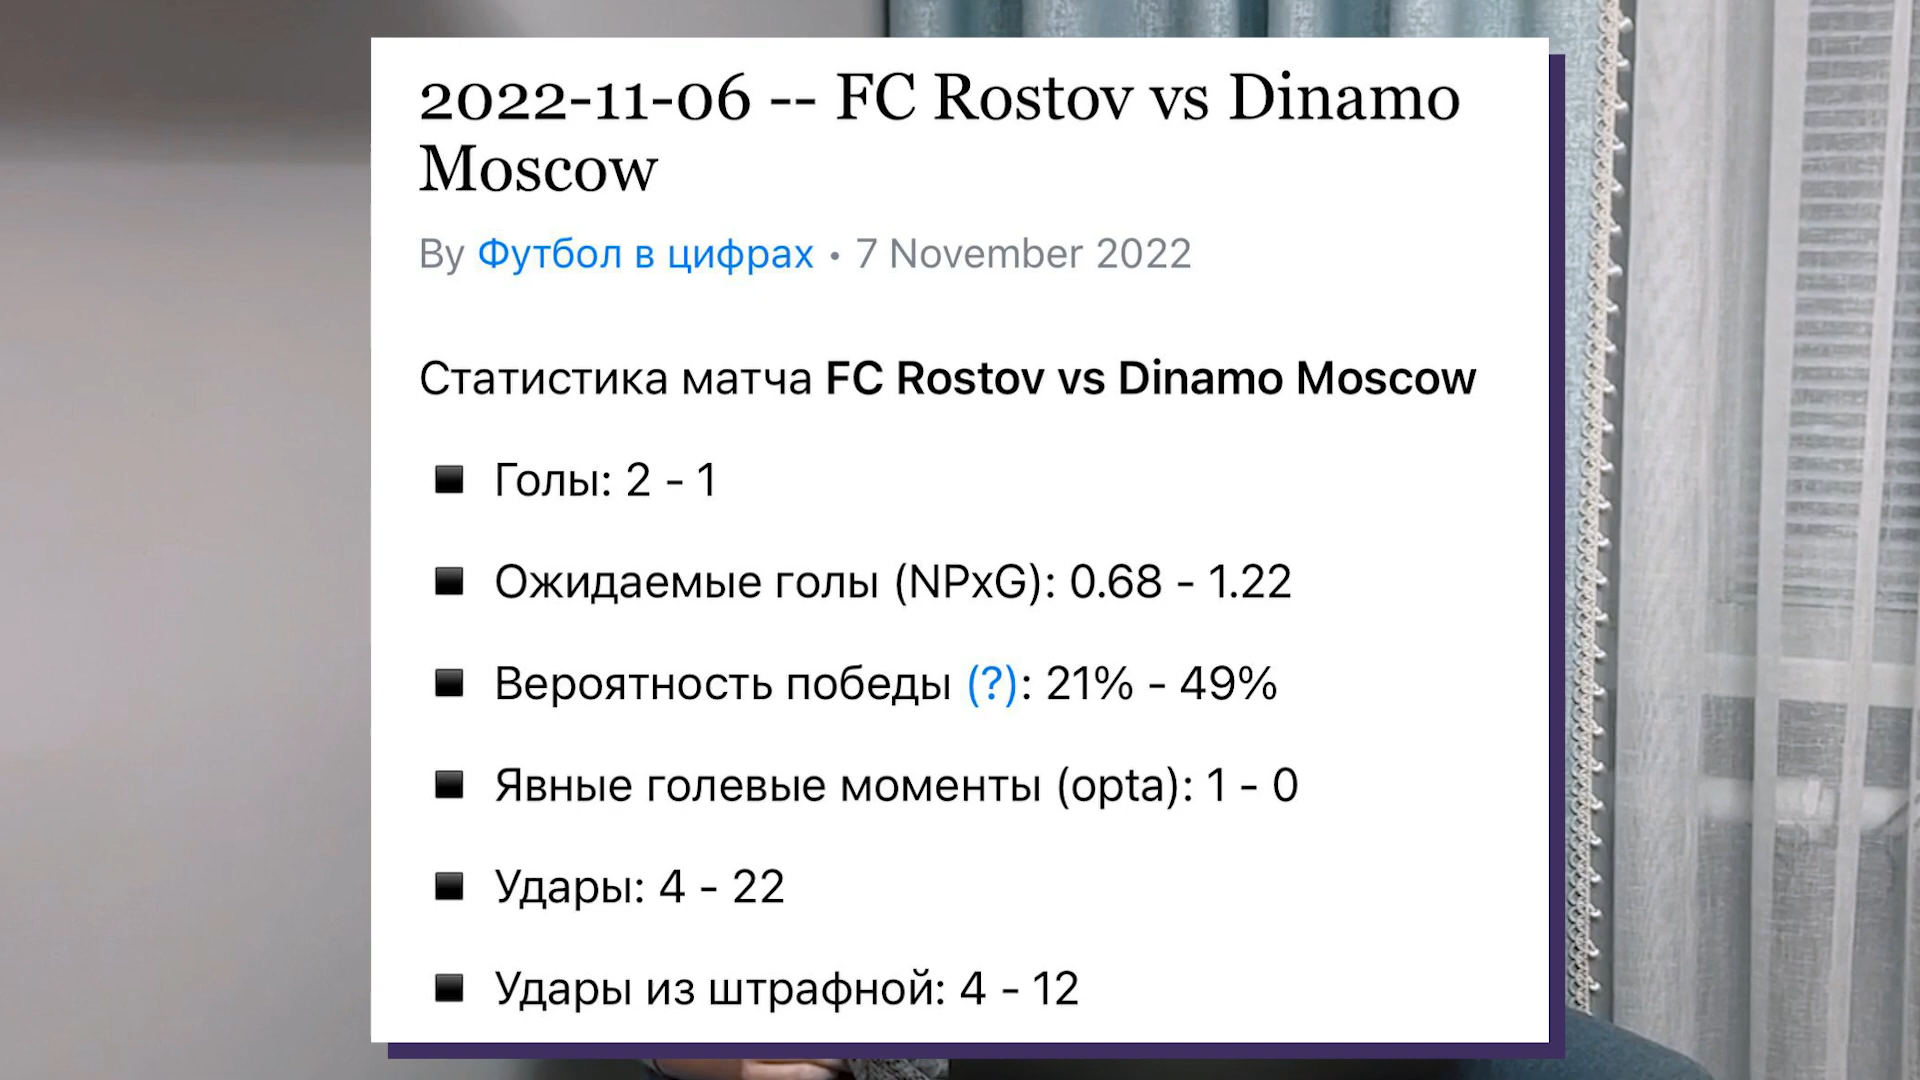 2022-11-06 -- FC Rostov vs Dinamo
Moscow
By Футбол в цифрах • 7 November 2022
Статистика матча FC Rostov vs Dinamo Moscow
Голы: 2 - 1
Ожидаемые голы (NPxG): 0.68 - 1.22
Вероятность победы (?): 21% - 49%
Явные голевые моменты (opta): 1 - 0
Удары: 4 - 22
Удары из штрафной: 4 - 12